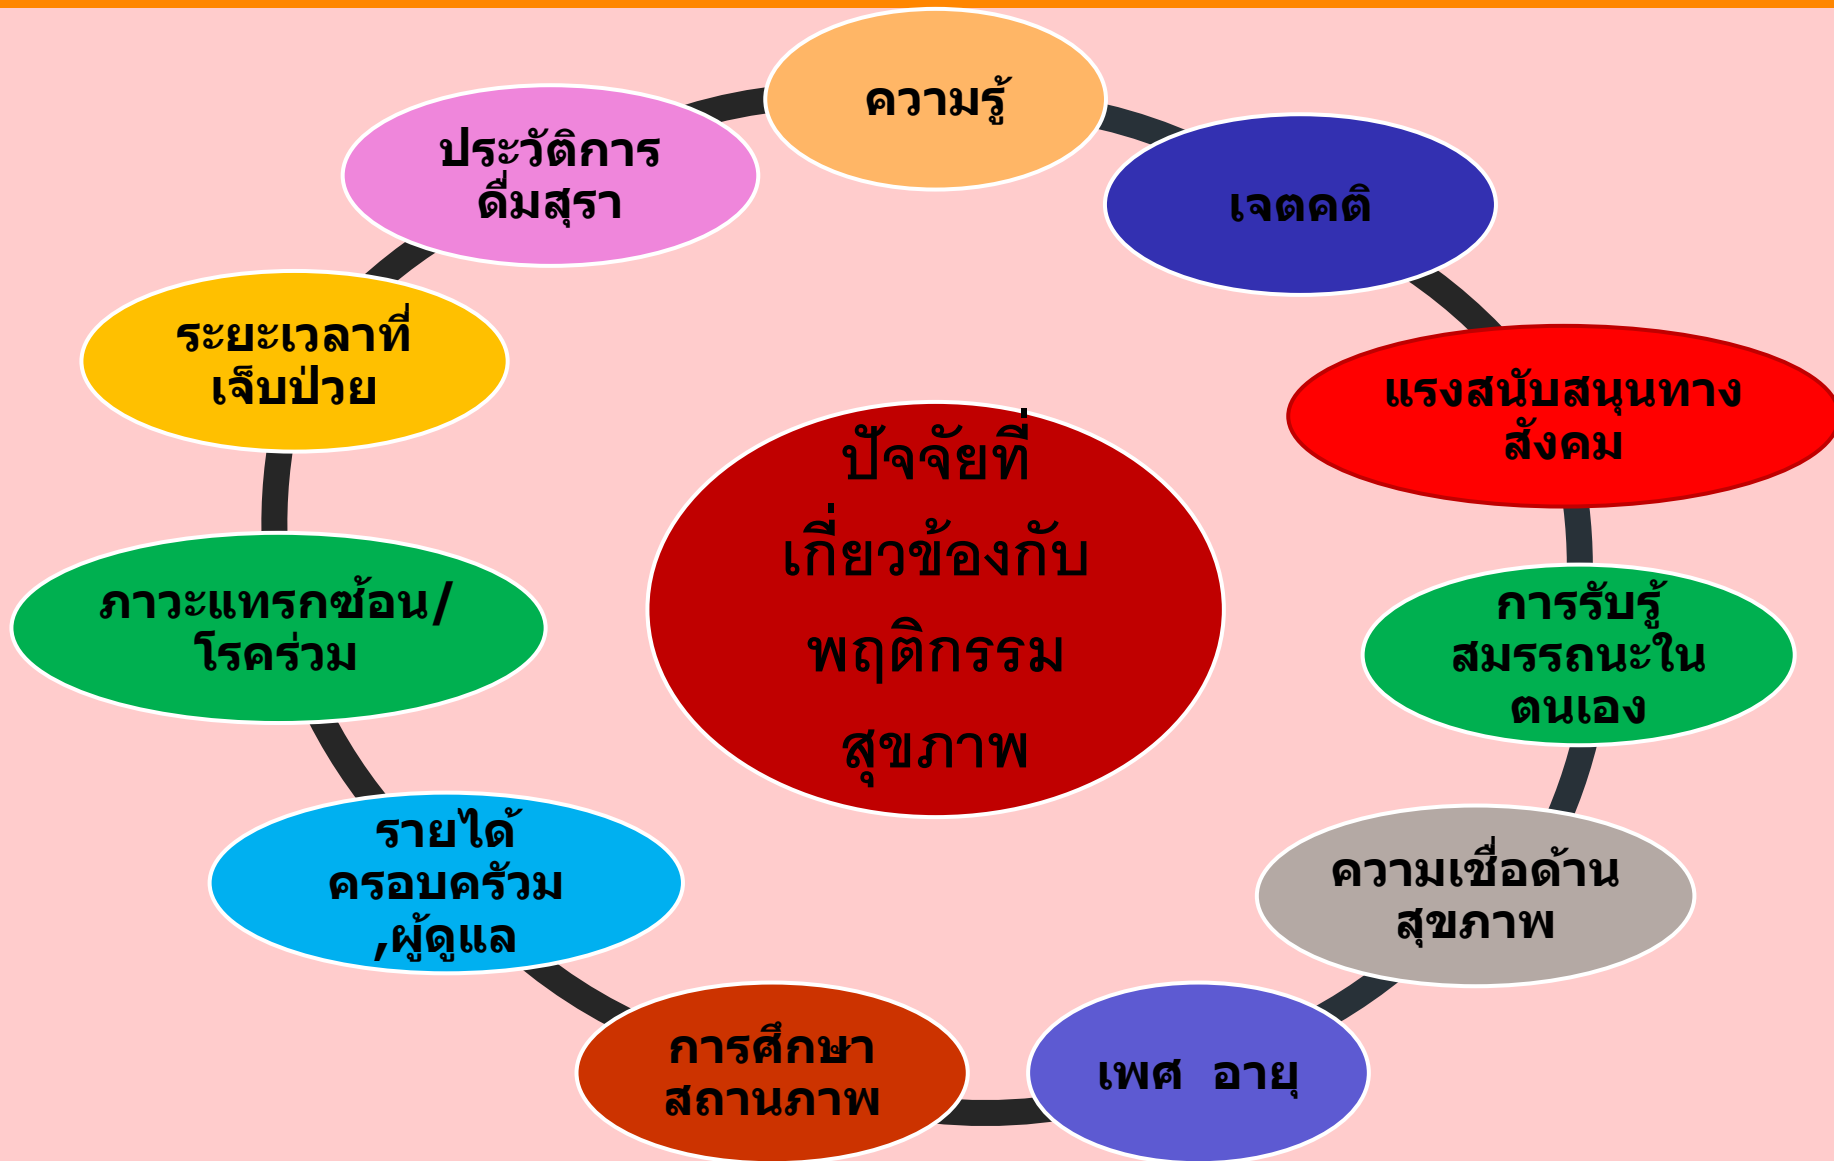 ความรู้
เจตคติ
แรงสนับสนุนทาง
สังคม
การรับรู้
สมรรถนะใน
ตนเอง
ความเชื่อด้าน
สุขภาพ
เพศ อายุ
การศึกษา
สถานภาพ
รายได้
ครอบครัวม
,ผู้ดูแล
ภาวะแทรกซ้อน/
โรคร่วม
ระยะเวลาที่
เจ็บป่วย
ประวัติการ
ดื่มสุรา
ปัจจัยที่
เกี่ยวข้องกับ
พฤติกรรม
สุขภาพ